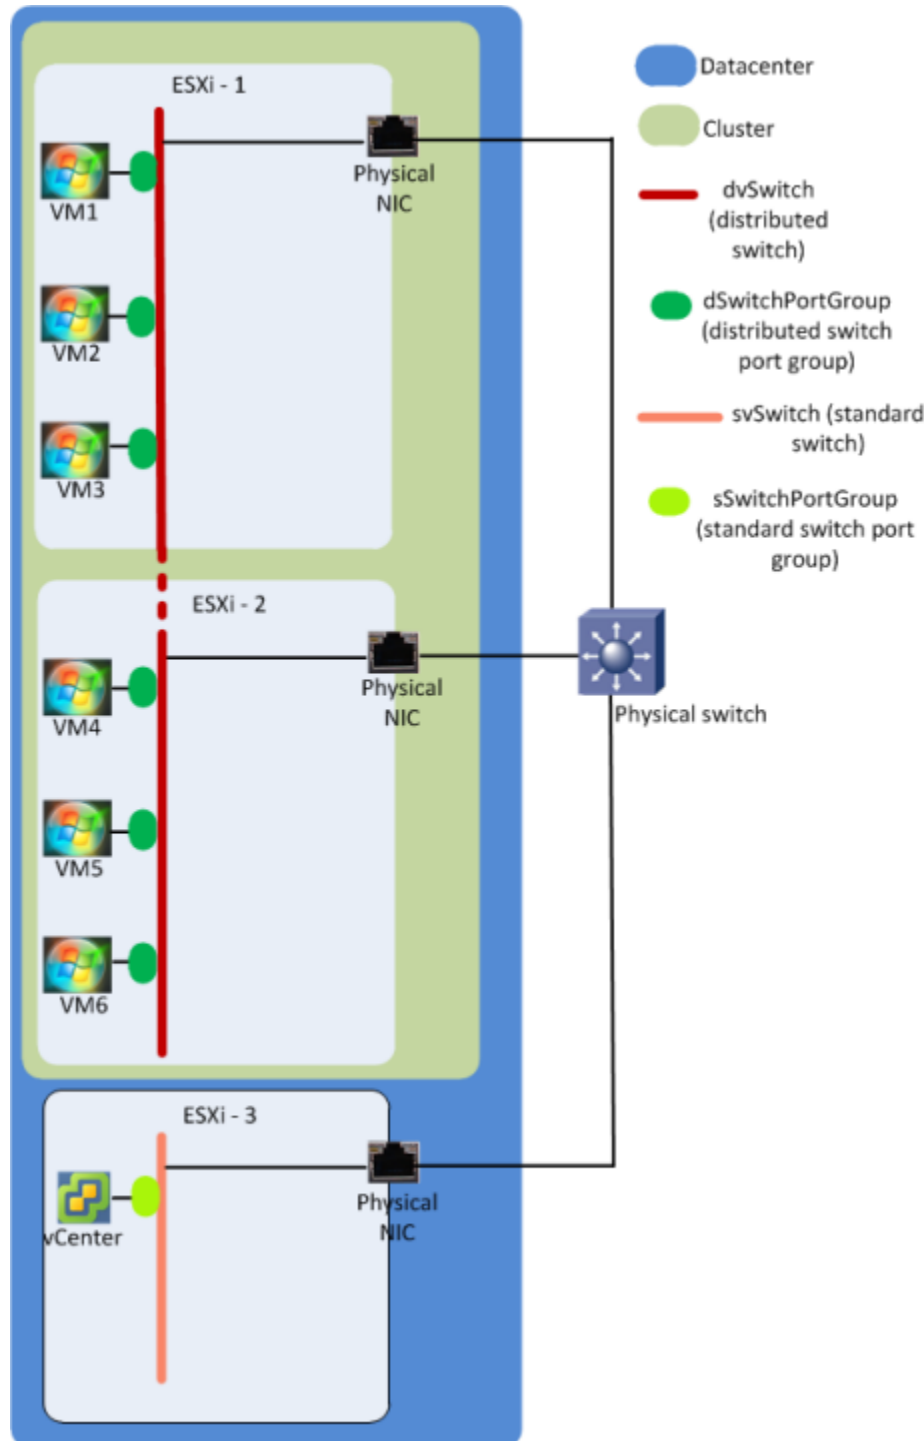 ESXi - 1
VM1
VM2
VM3
Physical
NIC
ESXi - 2
VM4
VM5
VM6
Physical
NIC
ESXi - 3
vCenter
Physical
NIC
Physical switch
Datacenter
Cluster
dvSwitch
(distributed
switch)
dSwitchPortGroup
(distributed switch
port group)
svSwitch (standard
switch)
sSwitchPortGroup
(standard switch port
group)